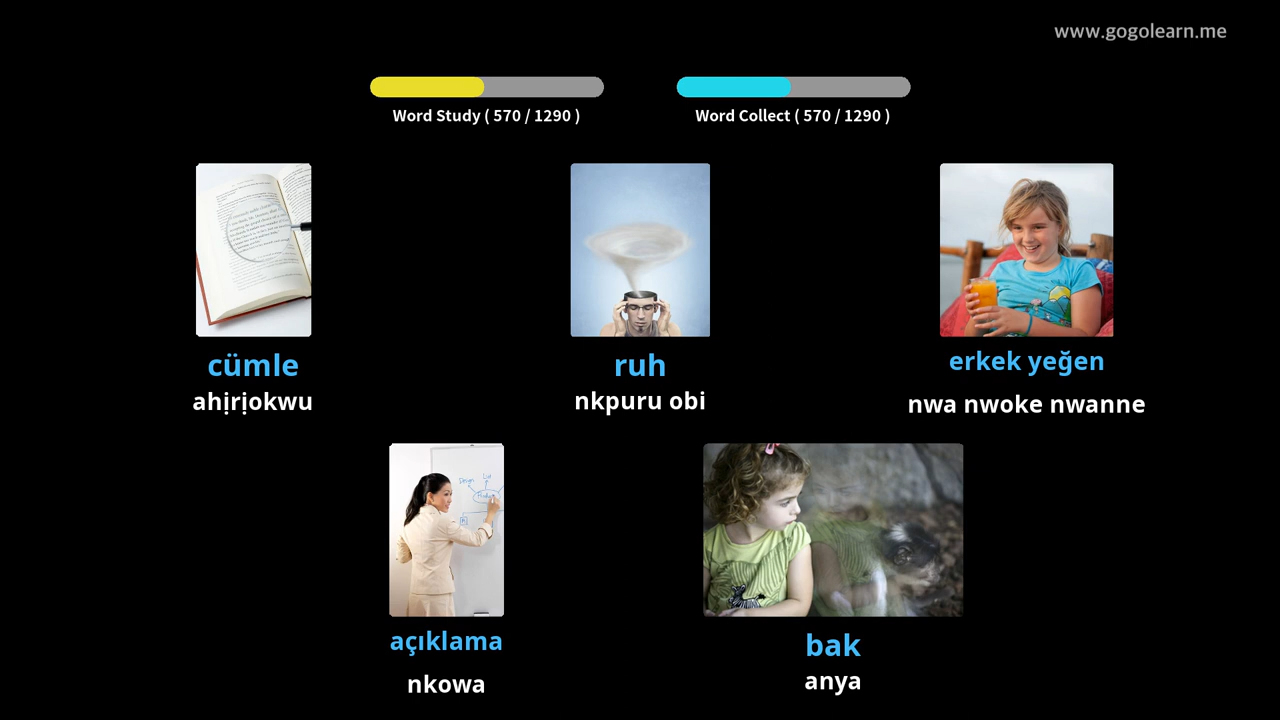 www.gogolearn.me
Word Study ( 570 / 1290 )
Word Collect ( 570 / 1290 )
cümle
ahịrịokwu
ruh
nkpuru obi
erkek yeğen
nwa nwoke nwanne
açıklama
nkowa
bak
anya